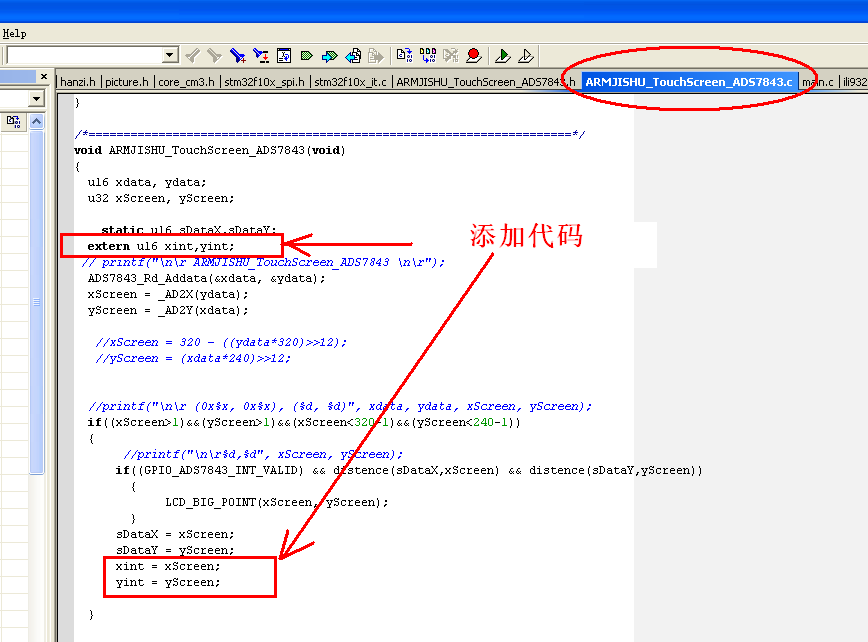 Help
hanzi.h | picture.h | core_cm3.h | stm32f10x_spi.h | stm32f10x_it.c | ARMJISHU_TouchScreen_ADS7843.h ARMJISHU_TouchScreen_ADS7843.c main.c | ili932
}
/*======================================================================*/
void ARMJISHU_TouchScreen_ADS7843(void)
{
u16 xdata, ydata;
u32 xScreen, yScreen;
static u16 sDataX,sDataY;
extern u16 xint,yint;
添加代码
// printf("\n\r ARMJISHU_TouchScreen_ADS7843 \n\r");
ADS7843_Rd_Addata(&xdata, &ydata);
xScreen = _AD2X(ydata);
yScreen = _AD2Y(xdata);
//xScreen = 320 - ((ydata*320)>>12);
//yScreen = (xdata*240)>>12;
//printf("\n\r (0x%x, 0x%x), (%d, %d)", xdata, ydata, xScreen, yScreen);
if((xScreen>1)&&(yScreen>1)&&(xScreen<320-1)&&(yScreen<240-1))
{
//printf("\n\r%d,%d", xScreen, yScreen);
if((GPIO_ADS7843_INT_VALID) && distence(sDataX,xScreen) && distence(sDataY,yScreen))
{
LCD_BIG_POINT(xScreen, yScreen);
}
sDataX = xScreen;
sDataY = yScreen;
xint = xScreen;
yint = yScreen;
}